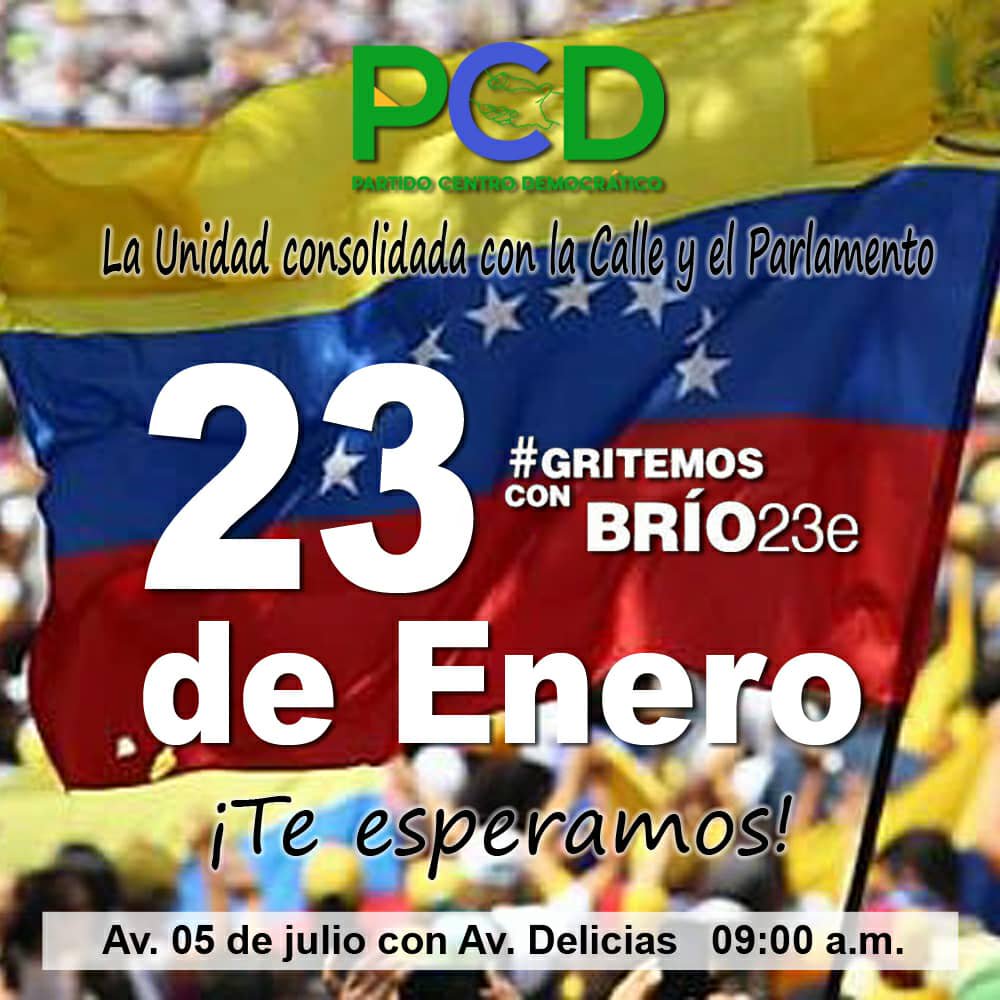 PCD
PARTIDO CENTRO DEMOCRÁTICO
La Unidad consolidada con la Calle y el Parlamento
23
#GRITEMOS
CON
BRÍO23e
de Enero
¡Te esperamos!
Av. 05 de julio con Av. Delicias 09:00 a.m.